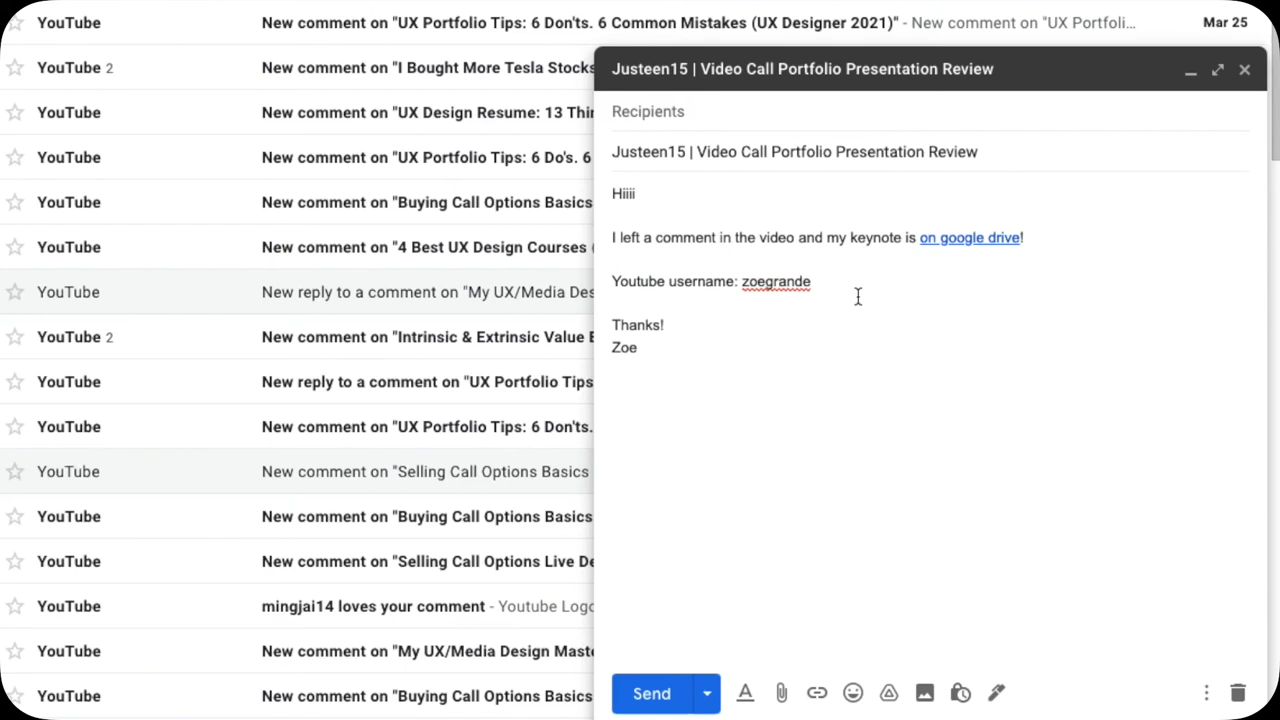 YouTube New comment on "UX Portfolio Tips: 6 Don'ts. 6 Common Mistakes (UX Designer 2021)" - New comment on "UX Portfoli... Mar 25
YouTube 2 New comment on "I Bought More Tesla Stocks
YouTube New comment on "UX Design Resume: 13 Thi
YouTube New comment on "UX Portfolio Tips: 6 Do's. 6
YouTube New comment on "Buying Call Options Basics
YouTube New comment on "4 Best UX Design Courses (
YouTube New reply to a comment on "My UX/Media Des
YouTube 2 New comment on "Intrinsic & Extrinsic Value E
YouTube New reply to a comment on "UX Portfolio Tips
YouTube New comment on "UX Portfolio Tips: 6 Don'ts.
YouTube New comment on "Selling Call Options Basics
YouTube New comment on "Buying Call Options Basics
YouTube New comment on "Selling Call Options Live De
YouTube mingjai14 loves your comment - Youtube Logo
YouTube New comment on "My UX/Media Design Maste
YouTube New comment on "Buying Call Options Basics
Justeen15 | Video Call Portfolio Presentation Review
Recipients
Justeen15 | Video Call Portfolio Presentation Review
Hiiii
I left a comment in the video and my keynote is on google drive!
Youtube username: zoegrande
Thanks!
Zoe
Send